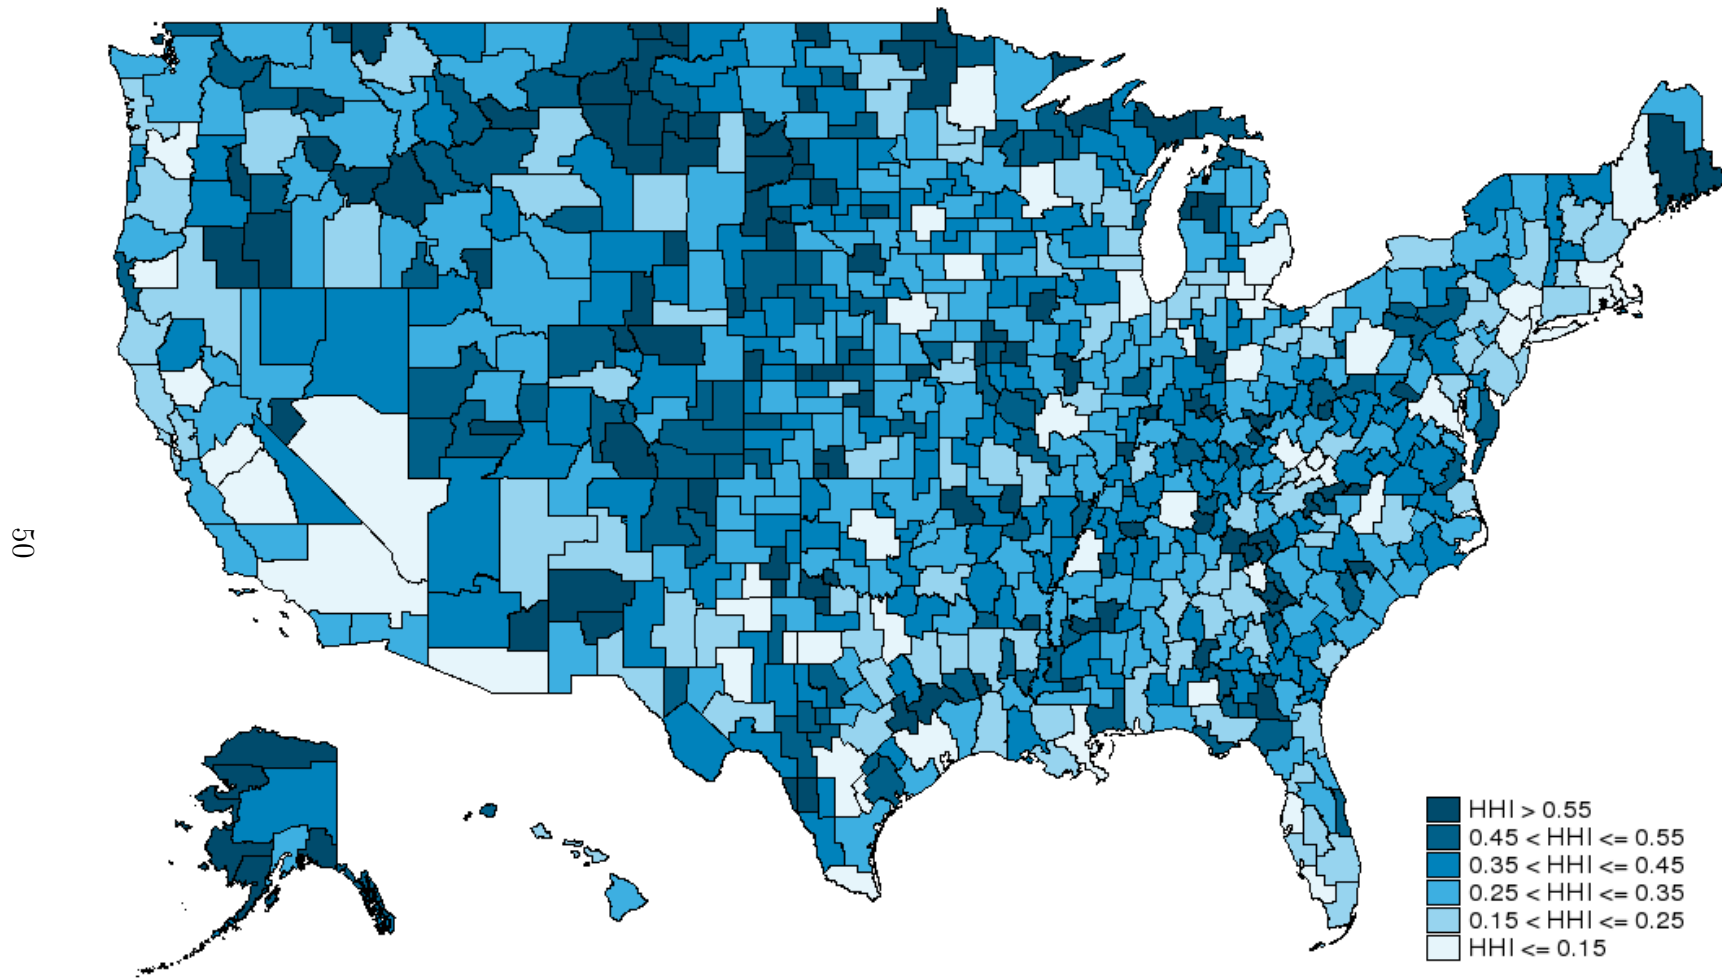 50
HHI > 0.55
0.45 < HHI <= 0.55
0.35 < HHI <= 0.45
0.25 < HHI <= 0.35
0.15 < HHI <= 0.25
HHI <= 0.15